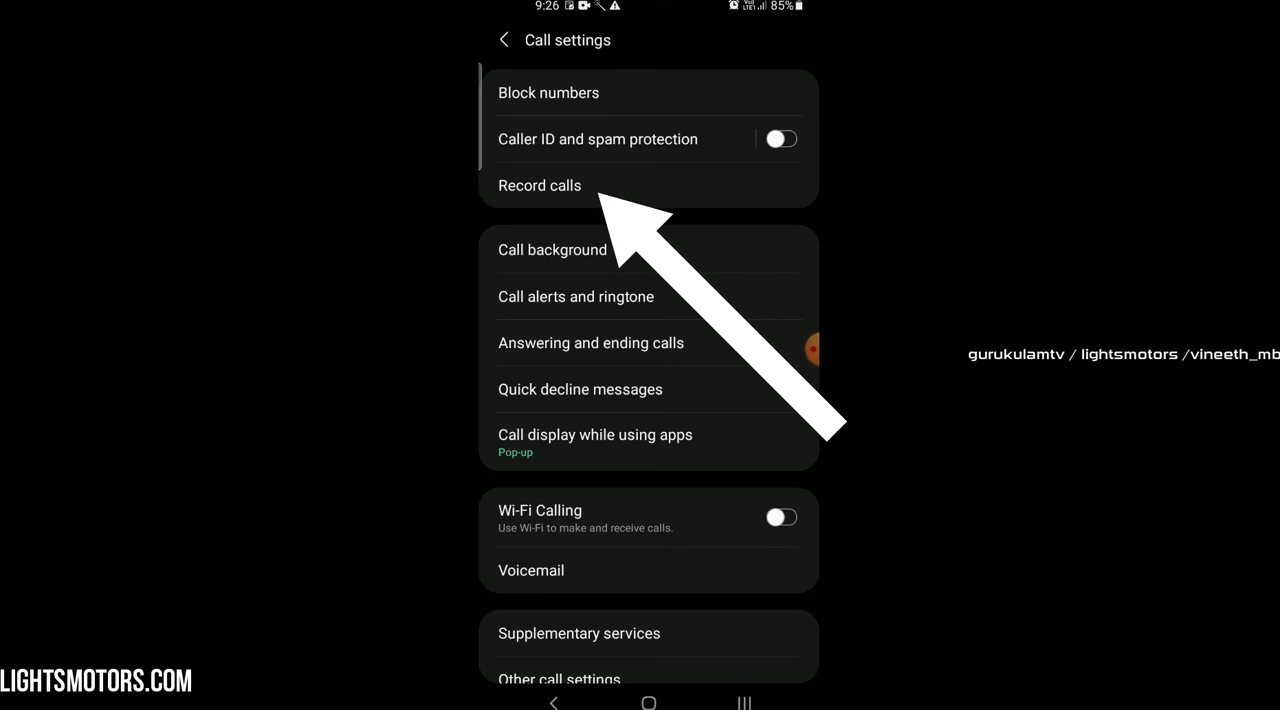 9:26
85%
Call settings
Block numbers
Caller ID and spam protection
Record calls
Call background
Call alerts and ringtone
Answering and ending calls
gurukulamtv / lightsmotors /vineeth_mb
Quick decline messages
Call display while using apps
Pop-up
Wi-Fi Calling
Use Wi-Fi to make and receive calls.
Voicemail
Supplementary services
Other call settings
LIGHTSMOTORS.COM